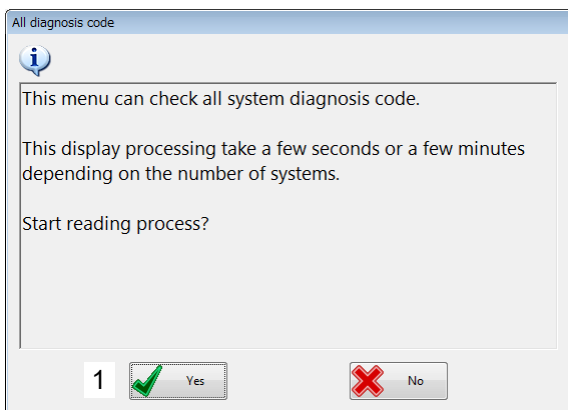 All diagnosis code
This menu can check all system diagnosis code.
This display processing take a few seconds or a few minutes
depending on the number of systems.
Start reading process?
1 Yes No